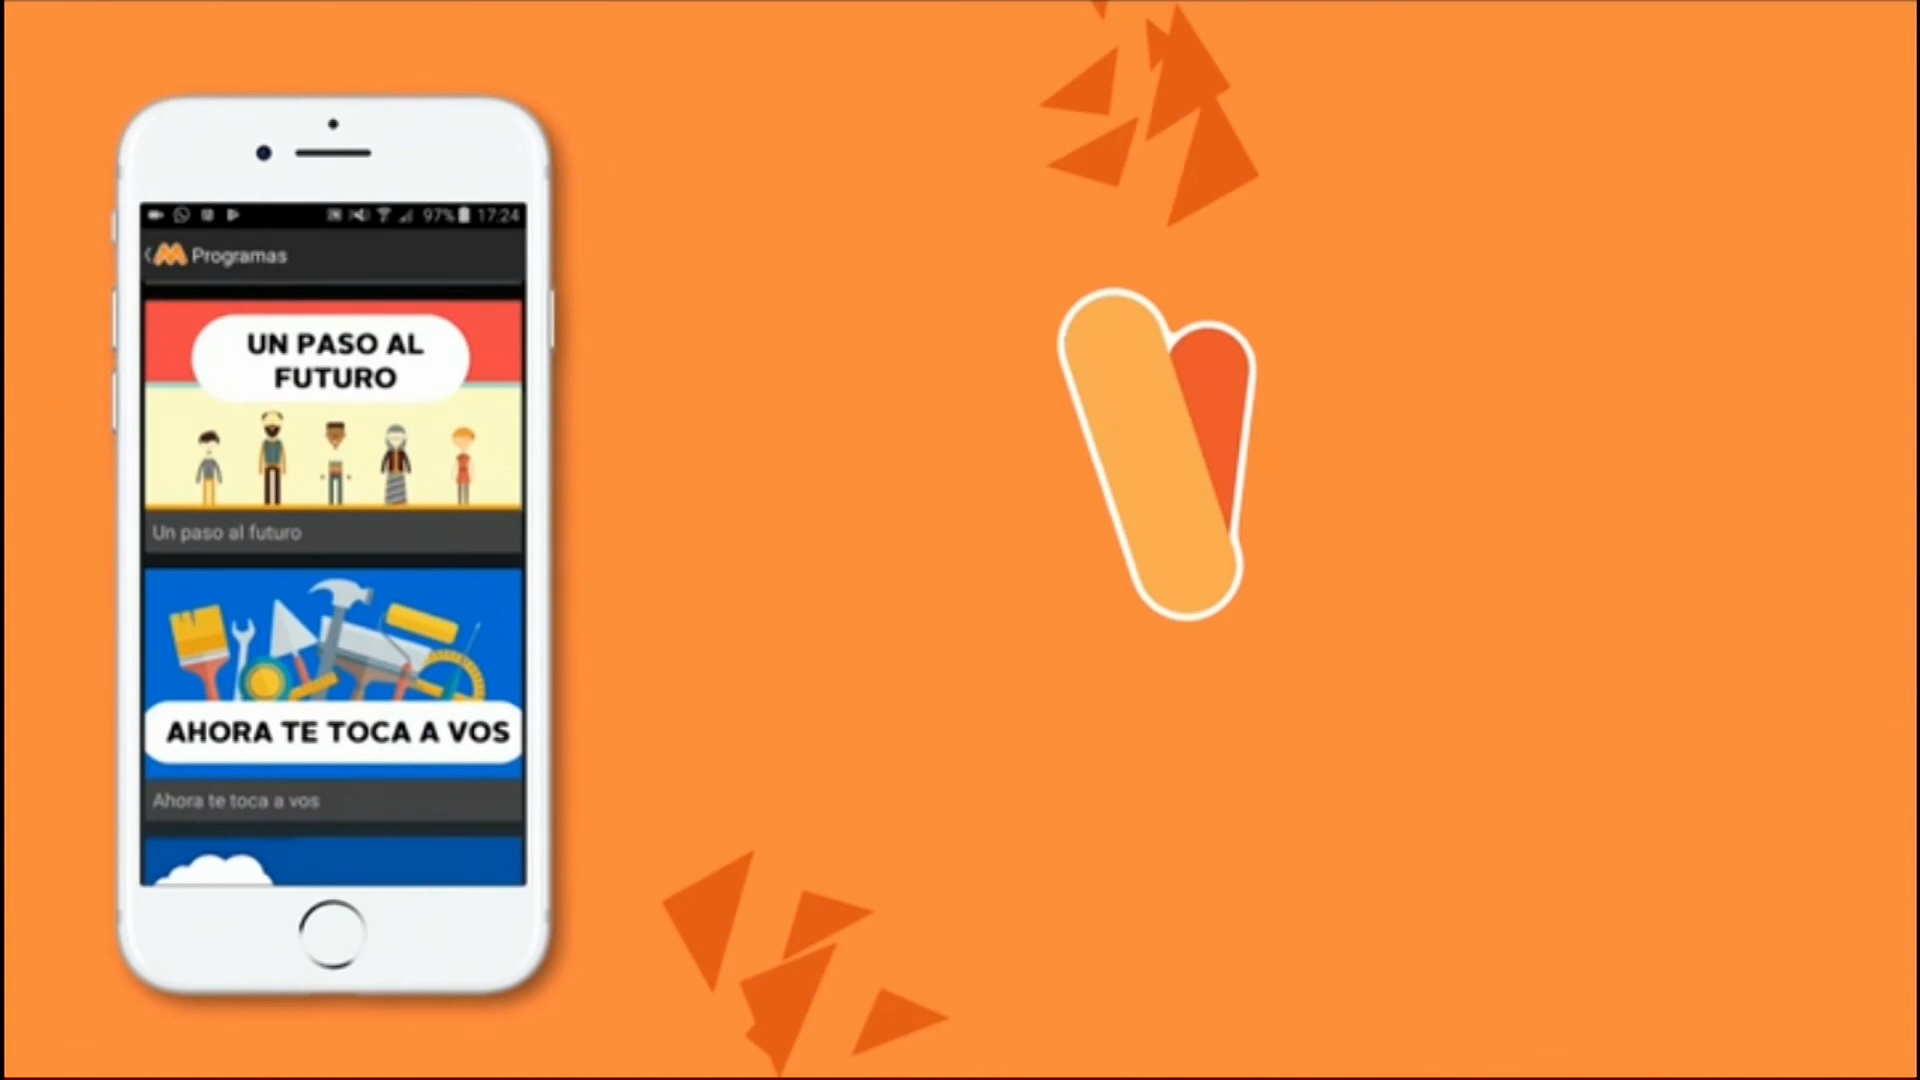 97% 17:24
Programas
UN PASO AL
FUTURO
Un paso al futuro
AHORA TE TOCA A VOS
Ahora te toca a vos